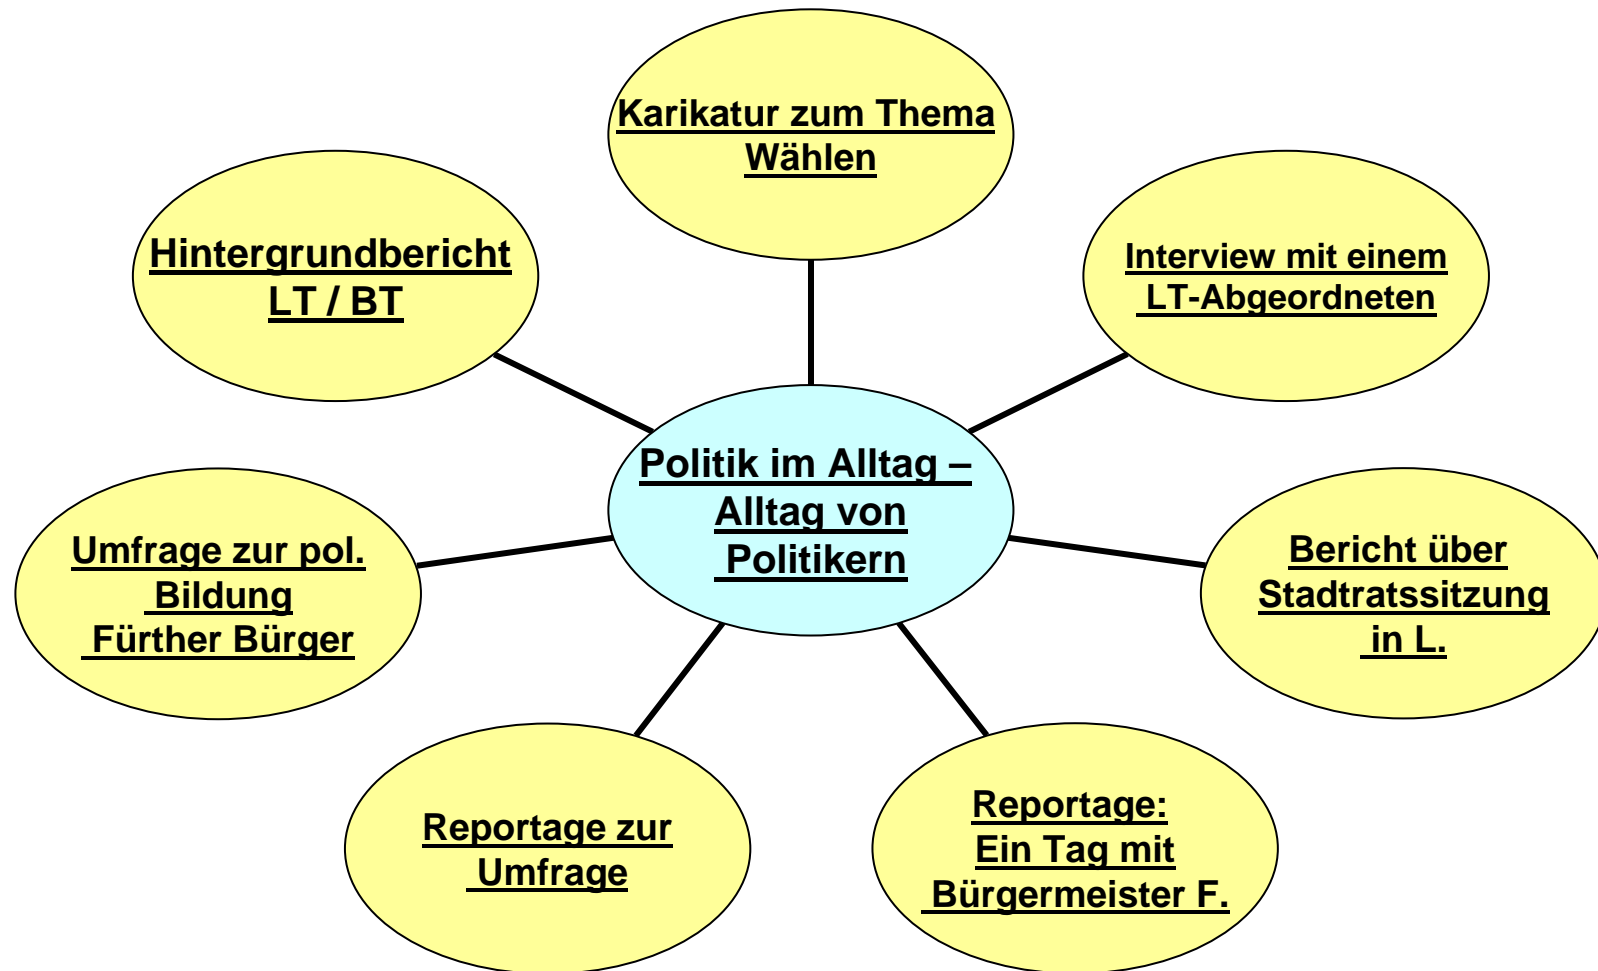 Karikatur zum Thema
Wählen
Hintergrundbericht
LT / BT
Interview mit einem
LT-Abgeordneten
Politik im Alltag –
Alltag von
Politikern
Umfrage zur pol.
Bildung
Fürther Bürger
Bericht über
Stadtratssitzung
in L.
Reportage zur
Umfrage
Reportage:
Ein Tag mit
Bürgermeister F.